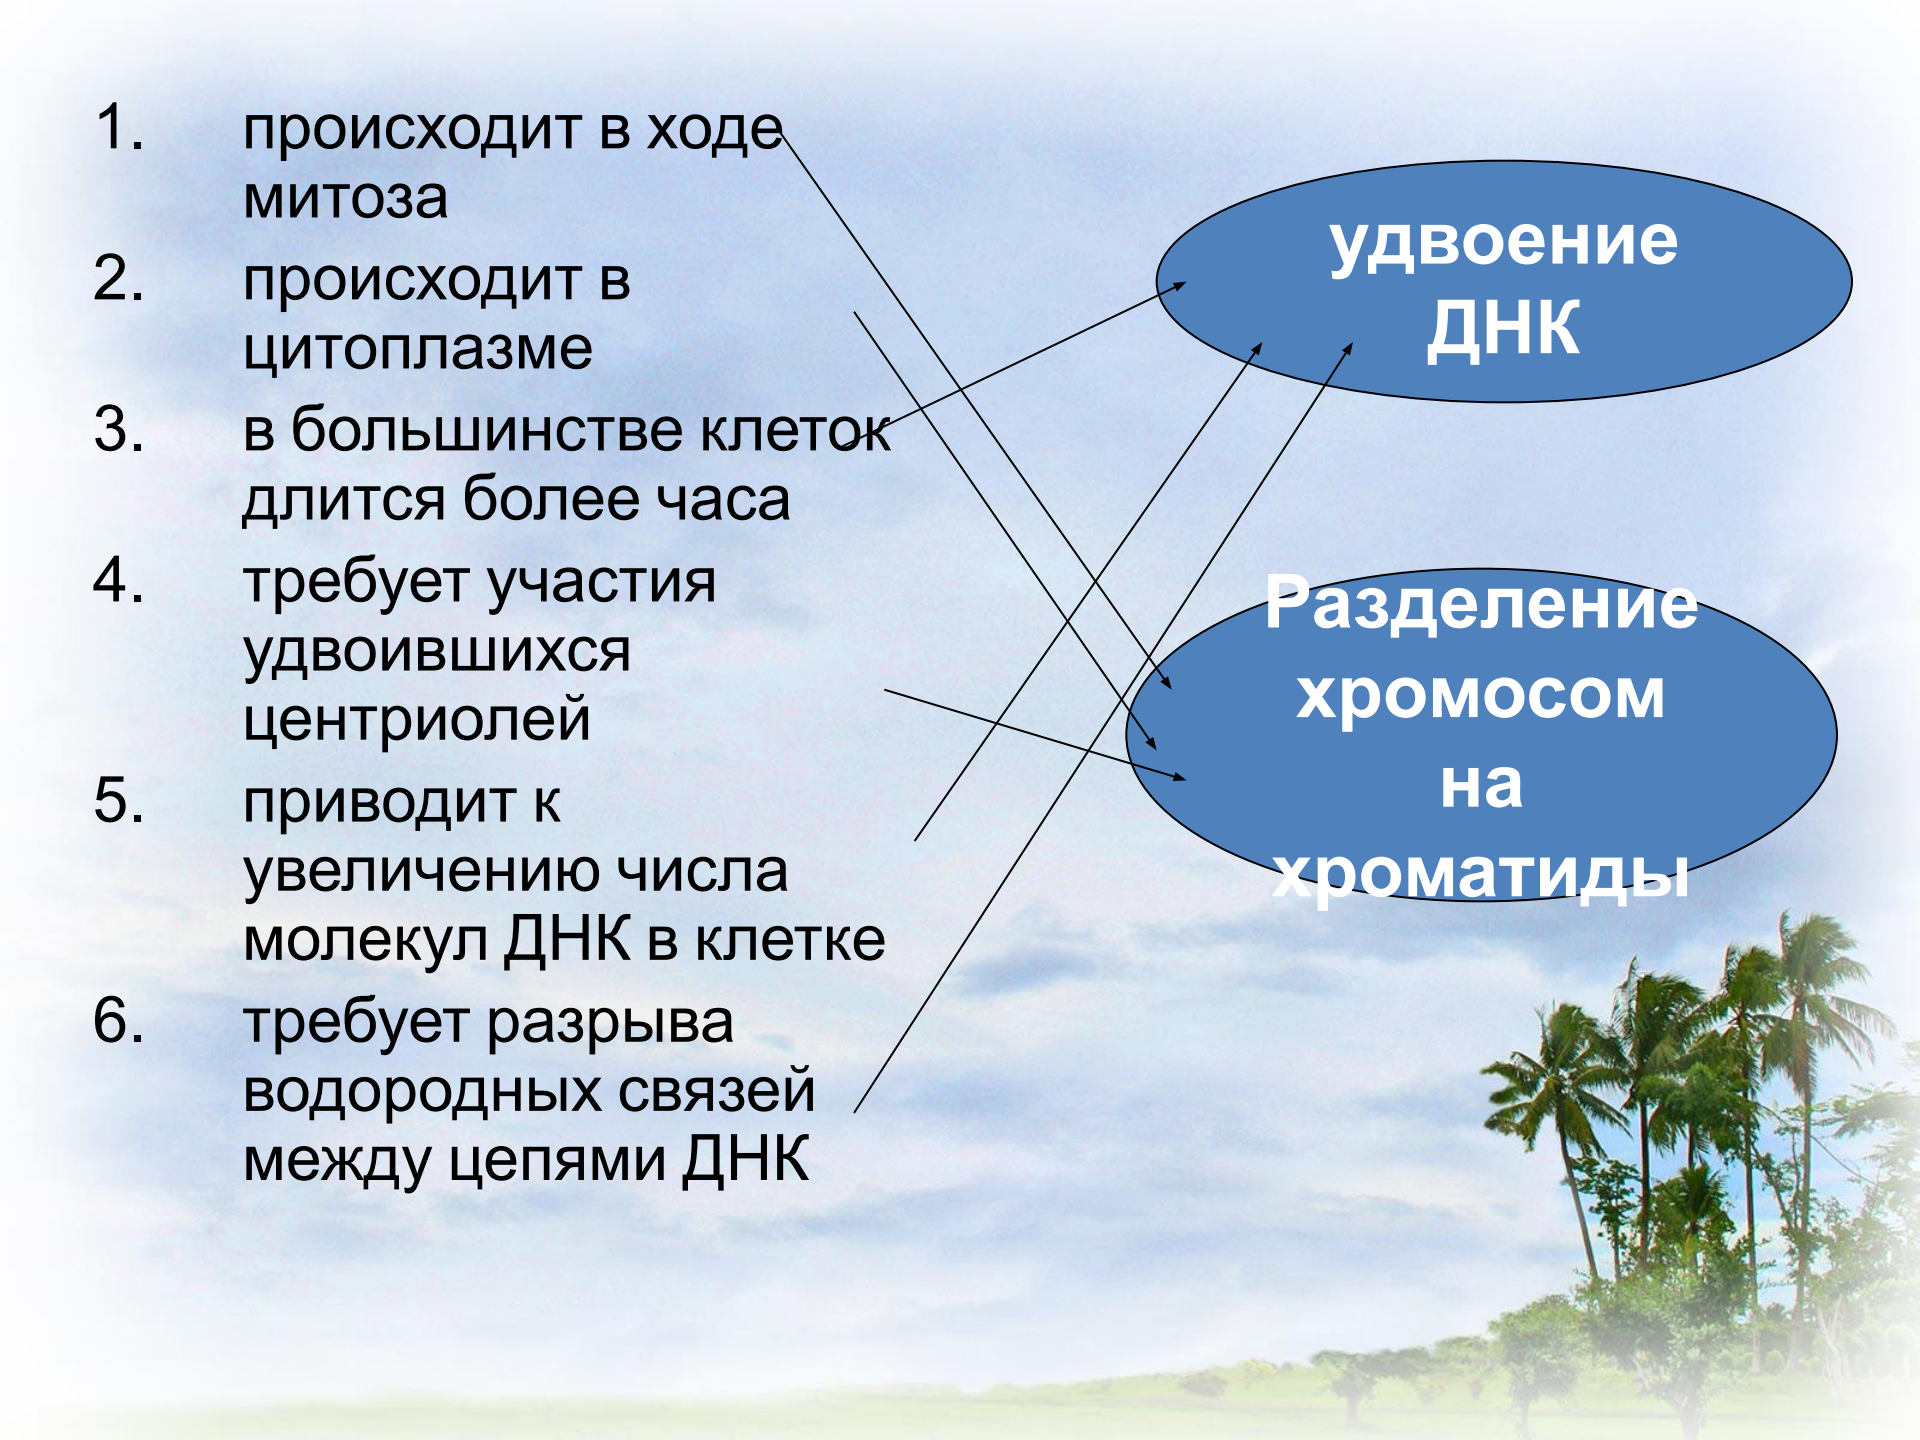 1. происходит в ходе
митоза
2. происходит в
цитоплазме
3. в большинстве клеток
длится более часа
4. требует участия
удвоившихся
центриолей
5. приводит к
увеличению числа
молекул ДНК в клетке
6. требует разрыва
водородных связей
между цепями ДНК
удвоение
ДНК
Разделение
хромосом
на
хроматиды